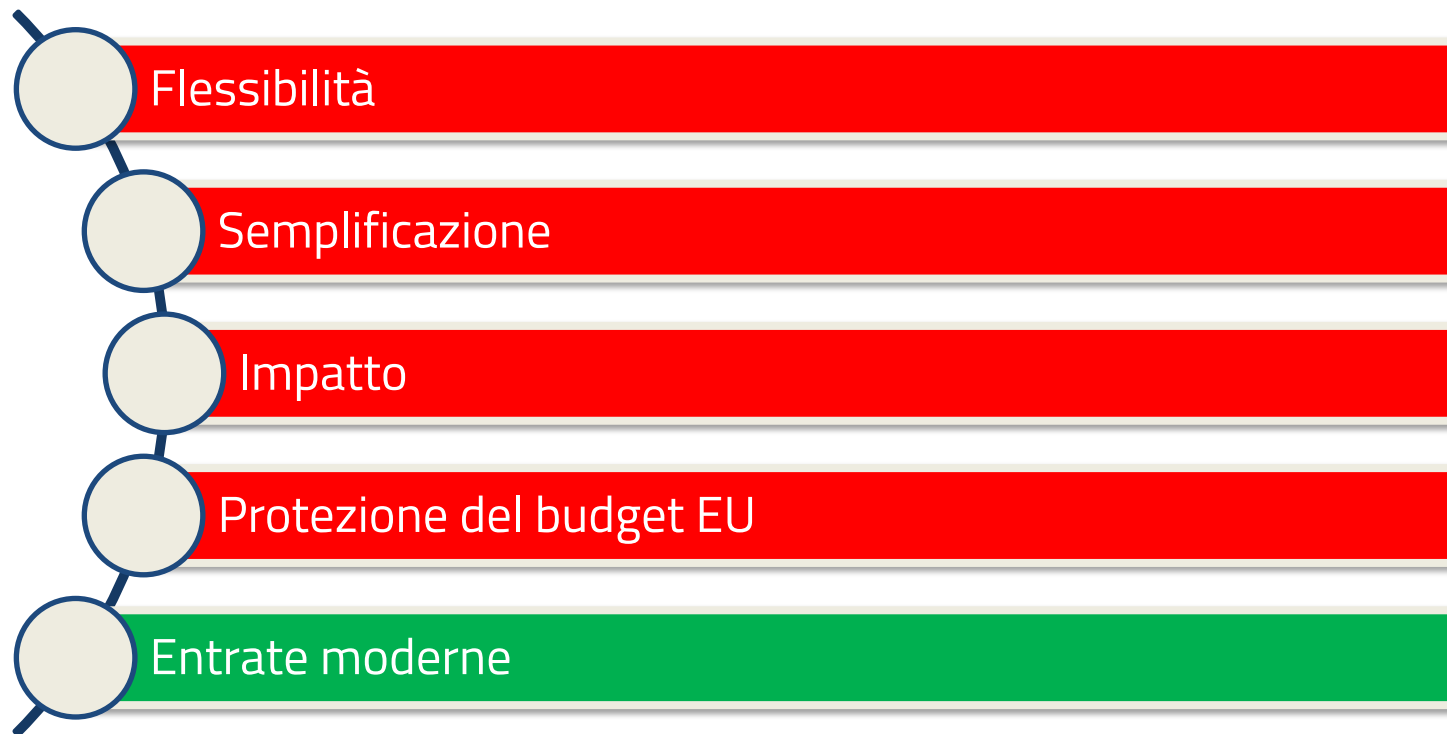 Flessibilità
Semplificazione
Impatto
Protezione del budget EU
Entrate moderne